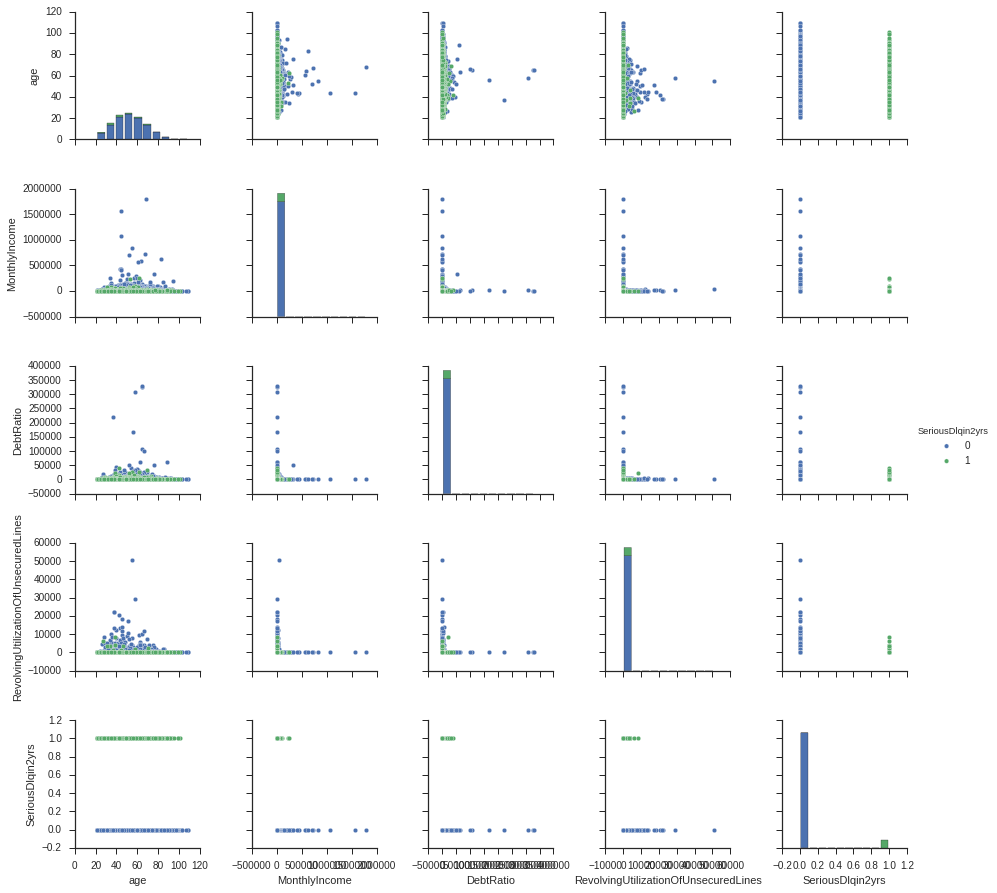 120
100
80
60
40
20
0
age
2000000
1500000
1000000
500000
0
−500000
MonthlyIncome
400000
350000
300000
250000
200000
150000
100000
50000
0
−50000
DebtRatio
SeriousDlqin2yrs
0
1
60000
50000
40000
30000
20000
10000
0
−10000
RevolvingUtilizationOfUnsecuredLines
1.2
1.0
0.8
0.6
0.4
0.2
0.0
−0.2
SeriousDlqin2yrs
0 20 40 60 80 100 120
−500000 0 500000 1000000 1500000 2000000
−0.2 0.0 0.2 0.4 0.6 0.8 1.0 1.2
age
MonthlyIncome
DebtRatio
RevolvingUtilizationOfUnsecuredLines
SeriousDlqin2yrs